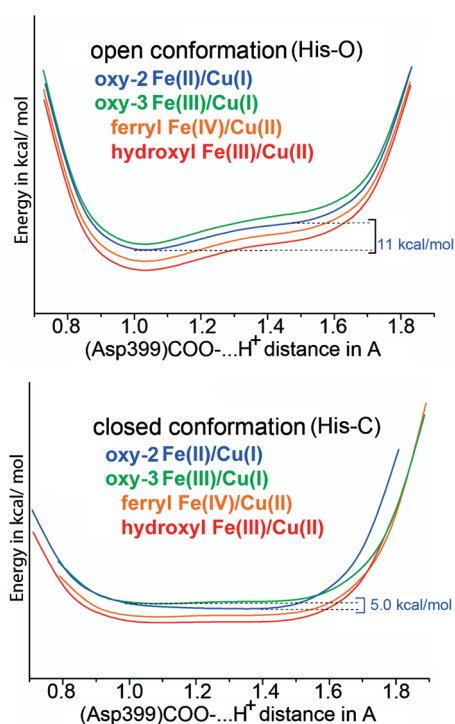 open conformation (His-O)
oxy-2 Fe(II)/Cu(I)
oxy-3 Fe(III)/Cu(I)
ferryl Fe(IV)/Cu(II)
hydroxyl Fe(III)/Cu(II)
Energy in kcal/ mol
11 kcal/mol
0.8 1.0 1.2 1.4 1.6 1.8
(Asp399)COO-...H+ distance in A
closed conformation (His-C)
oxy-2 Fe(II)/Cu(I)
oxy-3 Fe(III)/Cu(I)
ferryl Fe(IV)/Cu(II)
hydroxyl Fe(III)/Cu(II)
Energy in kcal/ mol
5.0 kcal/mol
0.8 1.0 1.2 1.4 1.6 1.8
(Asp399)COO-...H+ distance in A